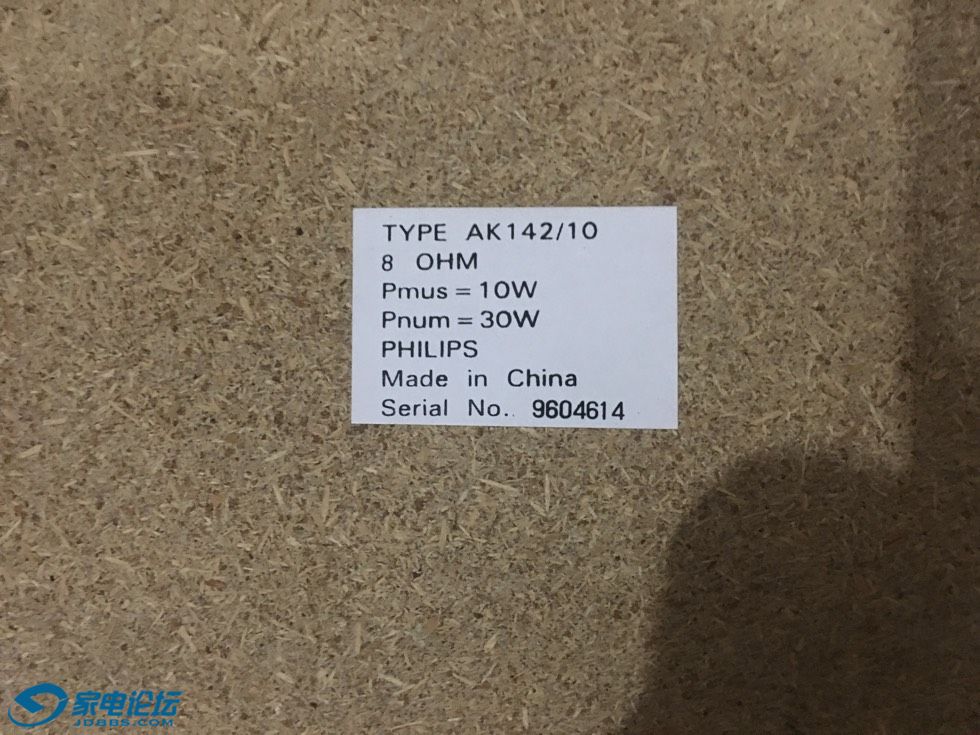 TYPE AK142/10
8 OHM
Pmus = 10W
Pnum = 30W
PHILIPS
Made in China
Serial No.. 9604614
家电论坛
JDBBS.COM